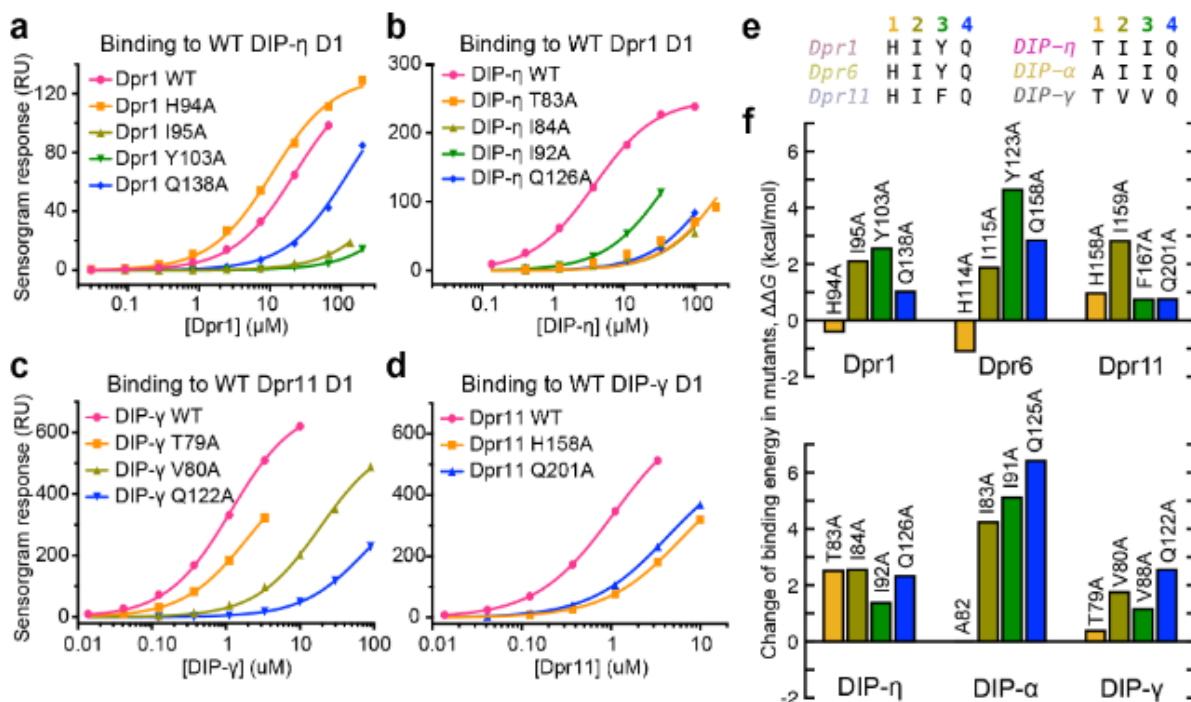 a
Binding to WT DIP-η D1
Sensorgram response (RU)
120
80
40
0
Dpr1 WT
Dpr1 H94A
Dpr1 I95A
Dpr1 Y103A
Dpr1 Q138A
0.1 1 10 100
[Dpr1] (μM)
b
Binding to WT Dpr1 D1
300
200
100
0
DIP-η WT
DIP-η T83A
DIP-η I84A
DIP-η I92A
DIP-η Q126A
0.1 1 10 100
[DIP-η] (μM)
c
Binding to WT Dpr11 D1
Sensorgram response (RU)
600
400
200
0
DIP-γ WT
DIP-γ T79A
DIP-γ V80A
DIP-γ Q122A
0.01 0.1 1 10 100
[DIP-γ] (uM)
d
Binding to WT DIP-γ D1
600
400
200
0
Dpr11 WT
Dpr11 H158A
Dpr11 Q201A
0.01 0.1 1 10
[Dpr11] (uM)
e
1 2 3 4
Dpr1 H I Y Q
Dpr6 H I Y Q
Dpr11 H I F Q
1 2 3 4
DIP-η T I I Q
DIP-α A I I Q
DIP-γ T V V Q
f
Change of binding energy in mutants, ΔΔG (kcal/mol)
6
4
2
0
-2
H94A
I95A
Y103A
Q138A
H114A
I115A
Y123A
Q158A
H158A
I159A
F167A
Q201A
Dpr1 Dpr6 Dpr11
6
4
2
0
-2
T83A
I84A
I92A
Q126A
A82
I83A
I91A
Q125A
T79A
V80A
V88A
Q122A
DIP-η DIP-α DIP-γ